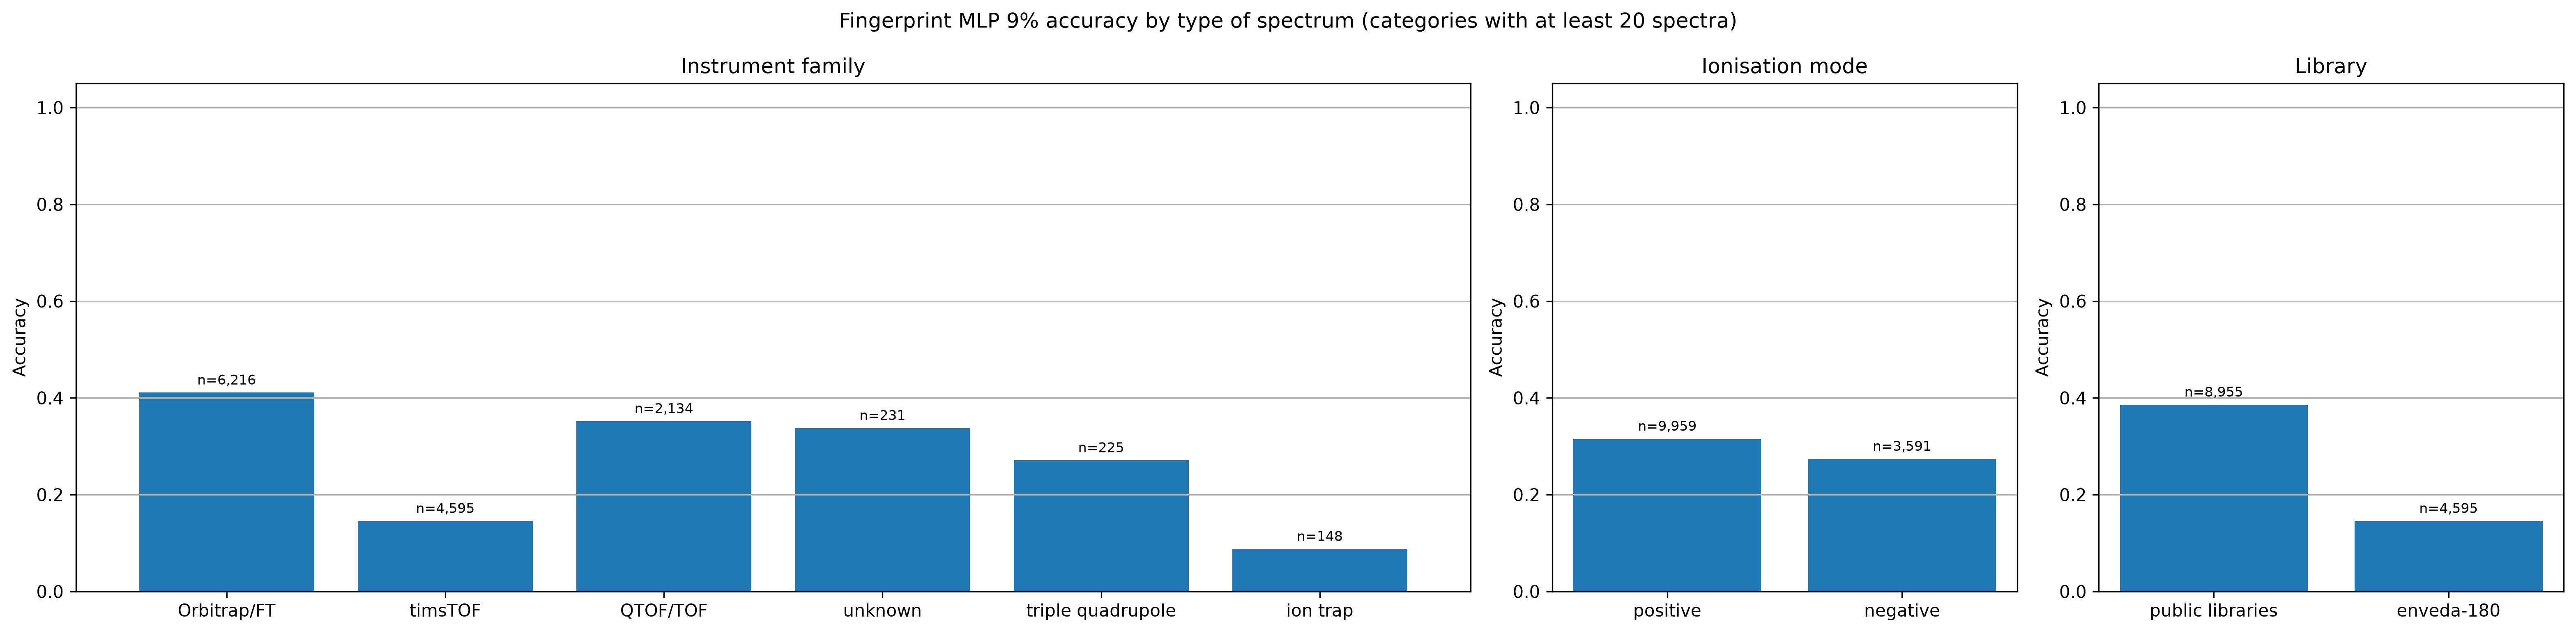 Fingerprint MLP 9% accuracy by type of spectrum (categories with at least 20 spectra)
Instrument family
Accuracy
1.0
0.8
0.6
0.4
0.2
0.0
n=6,216
n=4,595
n=2,134
n=231
n=225
n=148
Orbitrap/FT
timsTOF
QTOF/TOF
unknown
triple quadrupole
ion trap
Ionisation mode
Accuracy
1.0
0.8
0.6
0.4
0.2
0.0
n=9,959
n=3,591
positive
negative
Library
Accuracy
1.0
0.8
0.6
0.4
0.2
0.0
n=8,955
n=4,595
public libraries
enveda-180